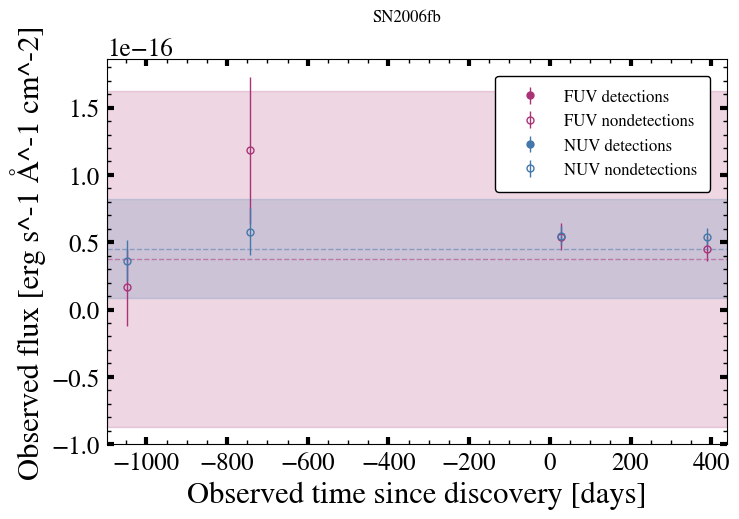 SN2006fb
1e−16
Observed flux [erg s^-1 Å^-1 cm^-2]
1.5
1.0
0.5
0.0
−0.5
−1.0
FUV detections
FUV nondetections
NUV detections
NUV nondetections
−1000 −800 −600 −400 −200 0 200 400
Observed time since discovery [days]